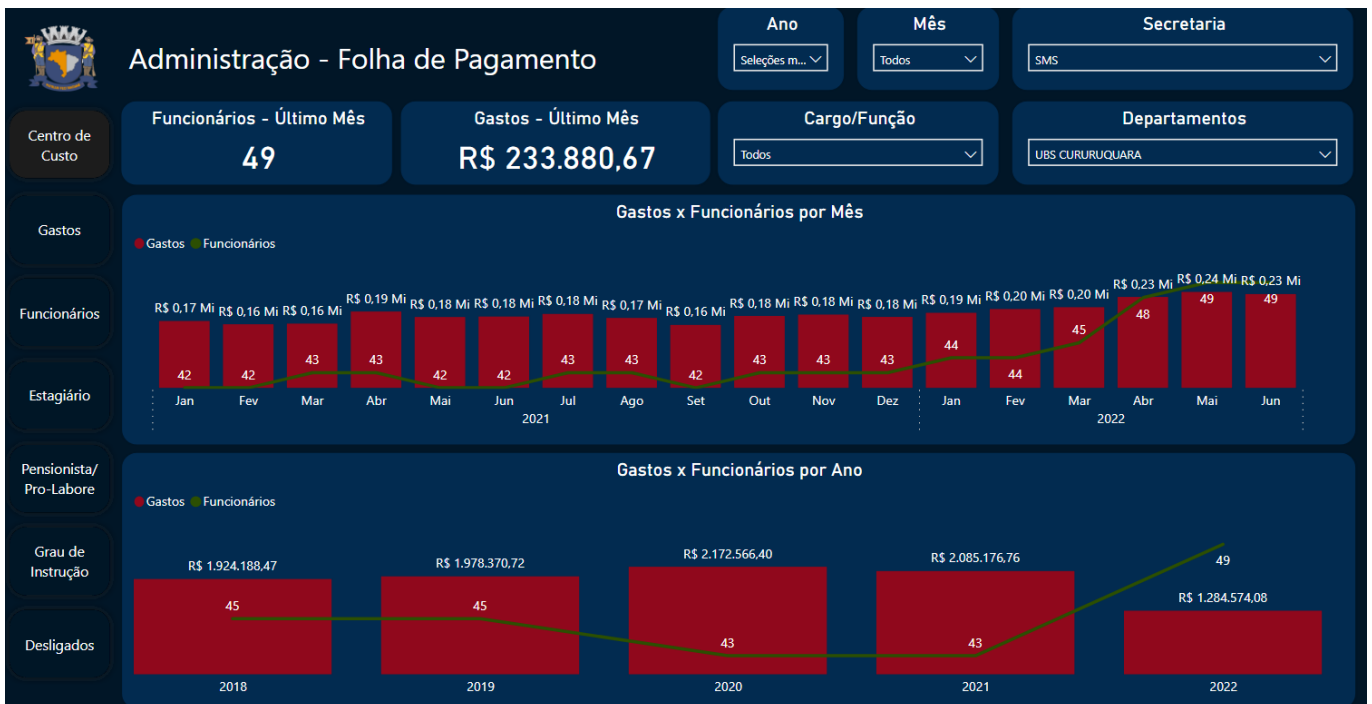 Administração - Folha de Pagamento
Ano
Seleções m...
Mês
Todos
Secretaria
SMS
Funcionários - Último Mês
49
Gastos - Último Mês
R$ 233.880,67
Cargo/Função
Todos
Departamentos
UBS CURURUQUARA
Centro de
Custo
Gastos
Funcionários
Estagiário
Pensionista/
Pro-Labore
Grau de
Instrução
Desligados
Gastos x Funcionários por Mês
Gastos Funcionários
R$ 0,17 Mi R$ 0,16 Mi R$ 0,16 Mi R$ 0,19 Mi R$ 0,18 Mi R$ 0,18 Mi R$ 0,18 Mi R$ 0,17 Mi R$ 0,16 Mi R$ 0,18 Mi R$ 0,18 Mi R$ 0,18 Mi R$ 0,19 Mi R$ 0,20 Mi R$ 0,20 Mi R$ 0,23 Mi R$ 0,24 Mi R$ 0,23 Mi
42 42 43 43 42 42 43 43 42 43 43 43 44 44 45 48 49 49
Jan Fev Mar Abr Mai Jun Jul Ago Set Out Nov Dez Jan Fev Mar Abr Mai Jun
2021 2022
Gastos x Funcionários por Ano
Gastos Funcionários
R$ 1.924.188,47 R$ 1.978.370,72 R$ 2.172.566,40 R$ 2.085.176,76 R$ 1.284.574,08
45 45 43 43 49
2018 2019 2020 2021 2022